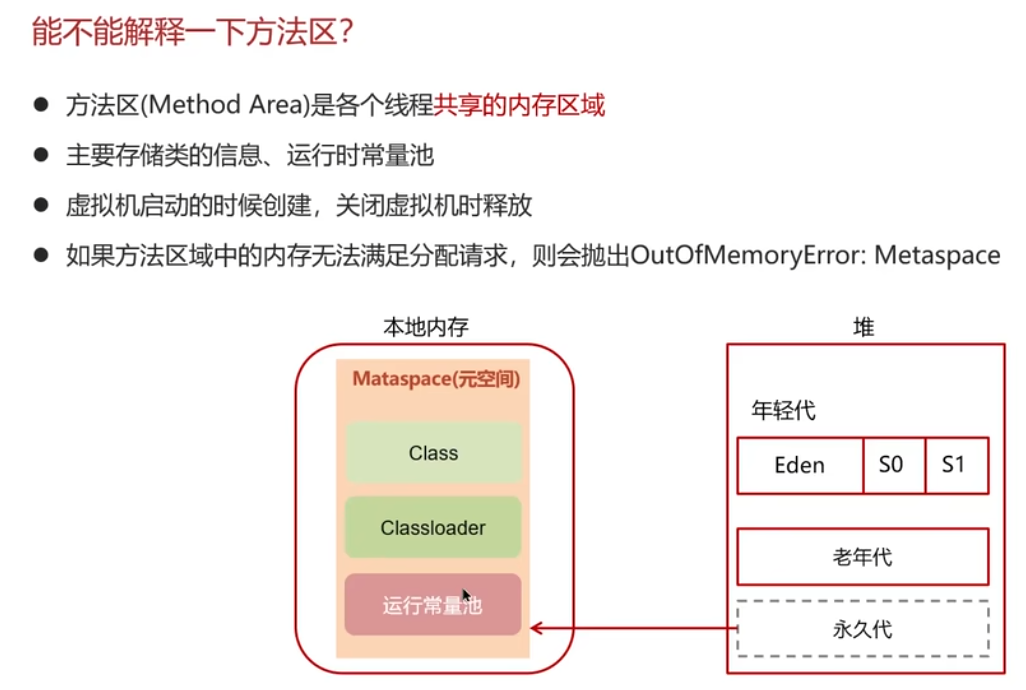 能不能解释一下方法区?
● 方法区(Method Area)是各个线程共享的内存区域
● 主要存储类的信息、运行时常量池
● 虚拟机启动的时候创建，关闭虚拟机时释放
● 如果方法区域中的内存无法满足分配请求，则会抛出OutOfMemoryError: Metaspace
本地内存
Mataspace(元空间)
Class
Classloader
运行常量池
堆
年轻代
Eden S0 S1
老年代
永久代